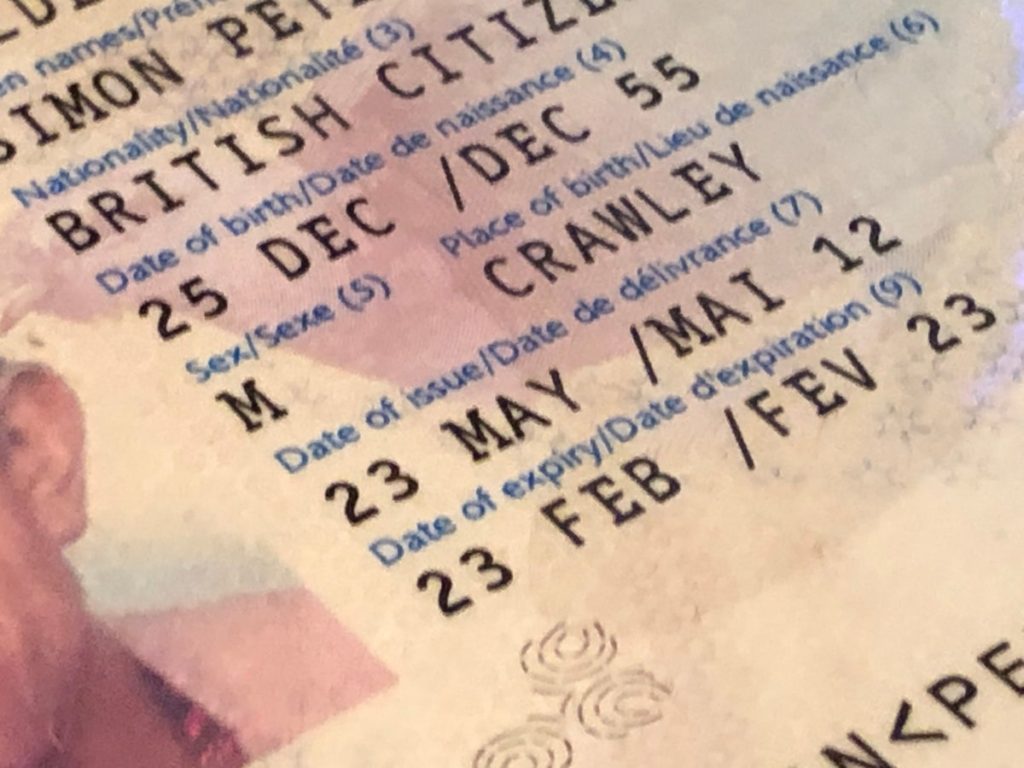 SIMON
Nationality/Nationalité (3)
BRITISH
Date of birth/Date de naissance (4)
25 DEC /DEC 55
Sex/Sexe (5) Place of birth/Lieu de naissance (6)
M CRAWLEY
Date of issue/Date de délivrance (7)
23 MAY /MAI 12
Date of expiry/Date d'expiration (9)
23 FEB /FEV 23
N<PE